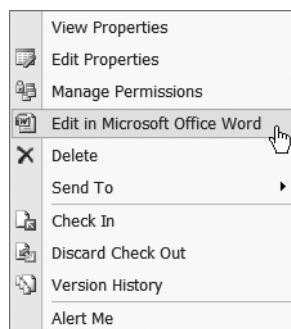 View Properties
Edit Properties
Manage Permissions
Edit in Microsoft Office Word
Delete
Send To
Check In
Discard Check Out
Version History
Alert Me